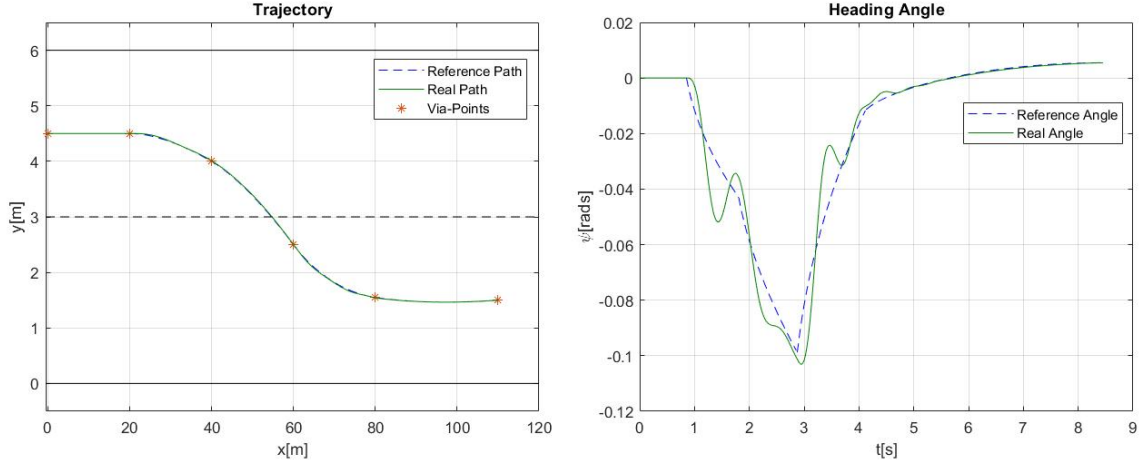 Trajectory
6
5
4
3
2
1
0
y[m]
Reference Path
Real Path
Via-Points
0
20
40
60
80
100
120
x[m]
Heading Angle
0.02
0
-0.02
-0.04
-0.06
-0.08
-0.1
-0.12
ψ[rads]
Reference Angle
Real Angle
0
1
2
3
4
5
6
7
8
9
t[s]